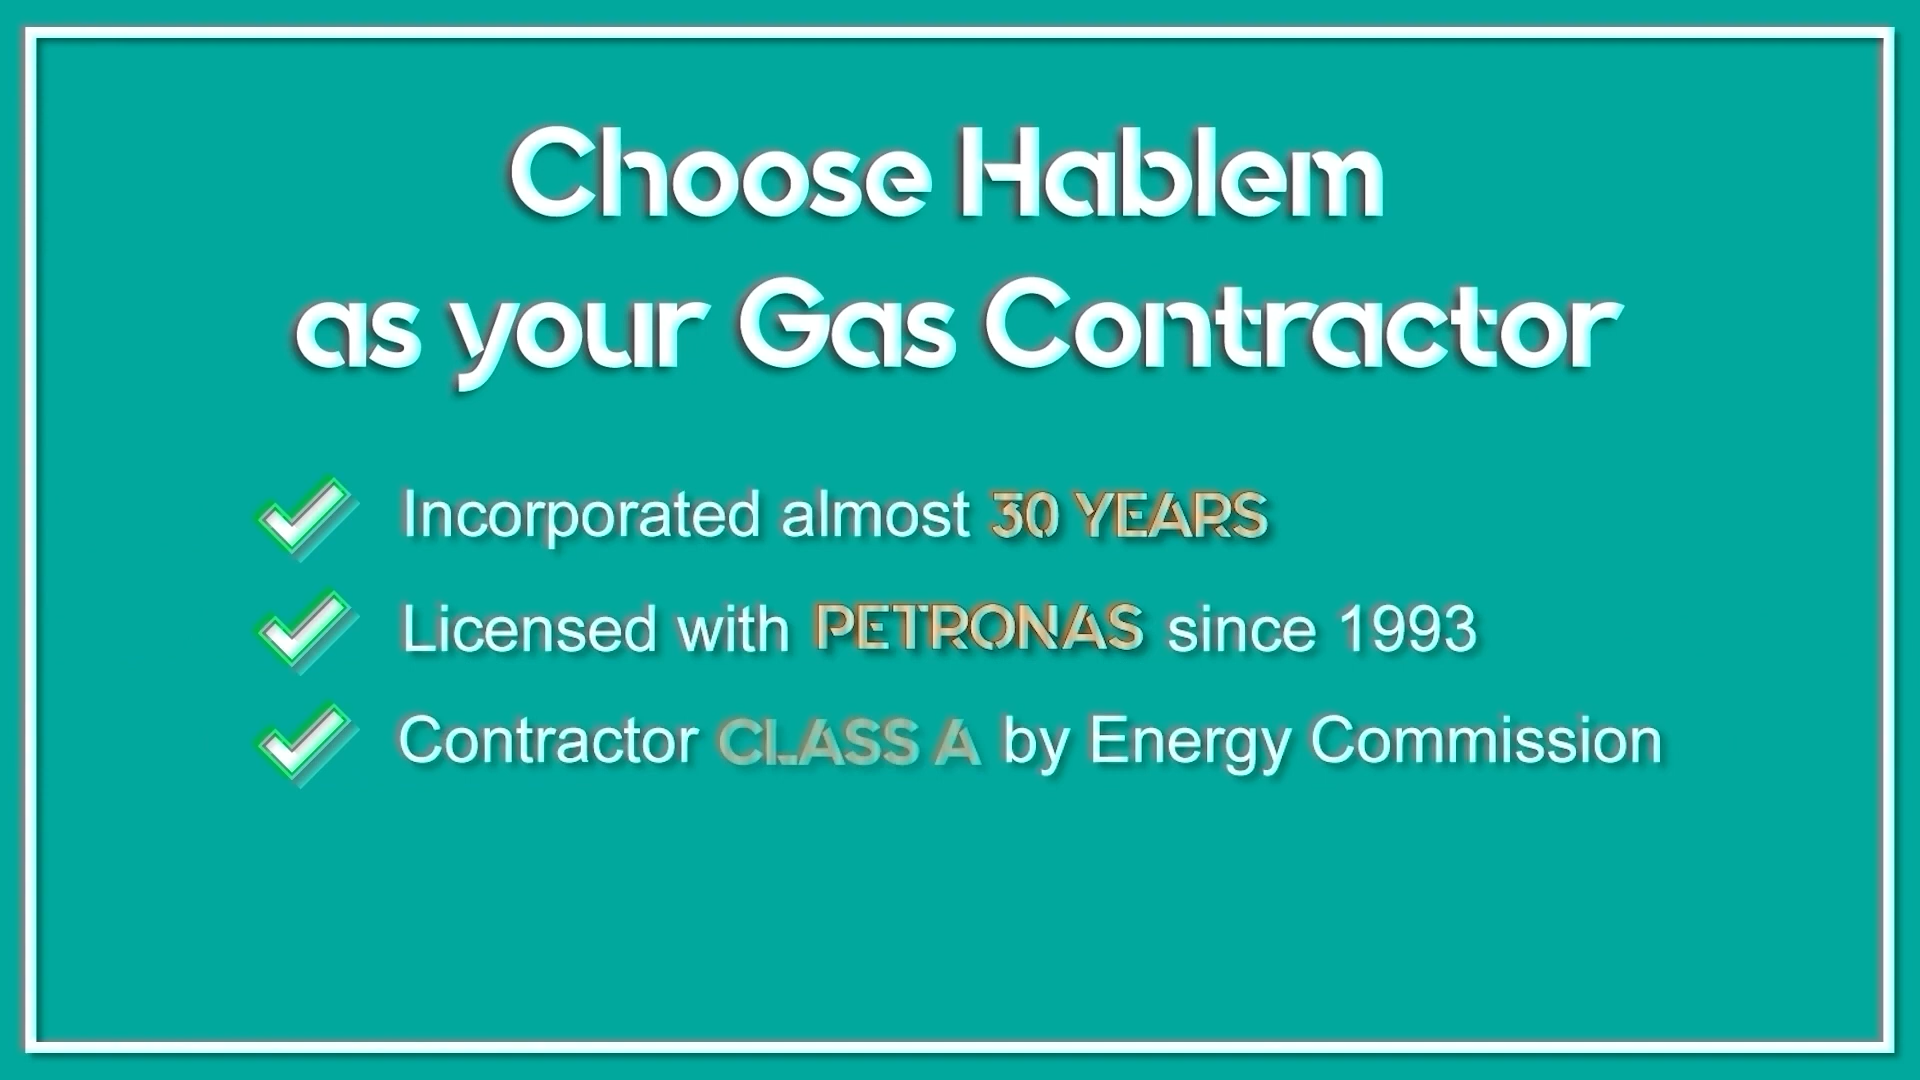 Choose Hablem
as your Gas Contractor
Incorporated almost 30 YEARS
Licensed with PETRONAS since 1993
Contractor CLASS A by Energy Commission